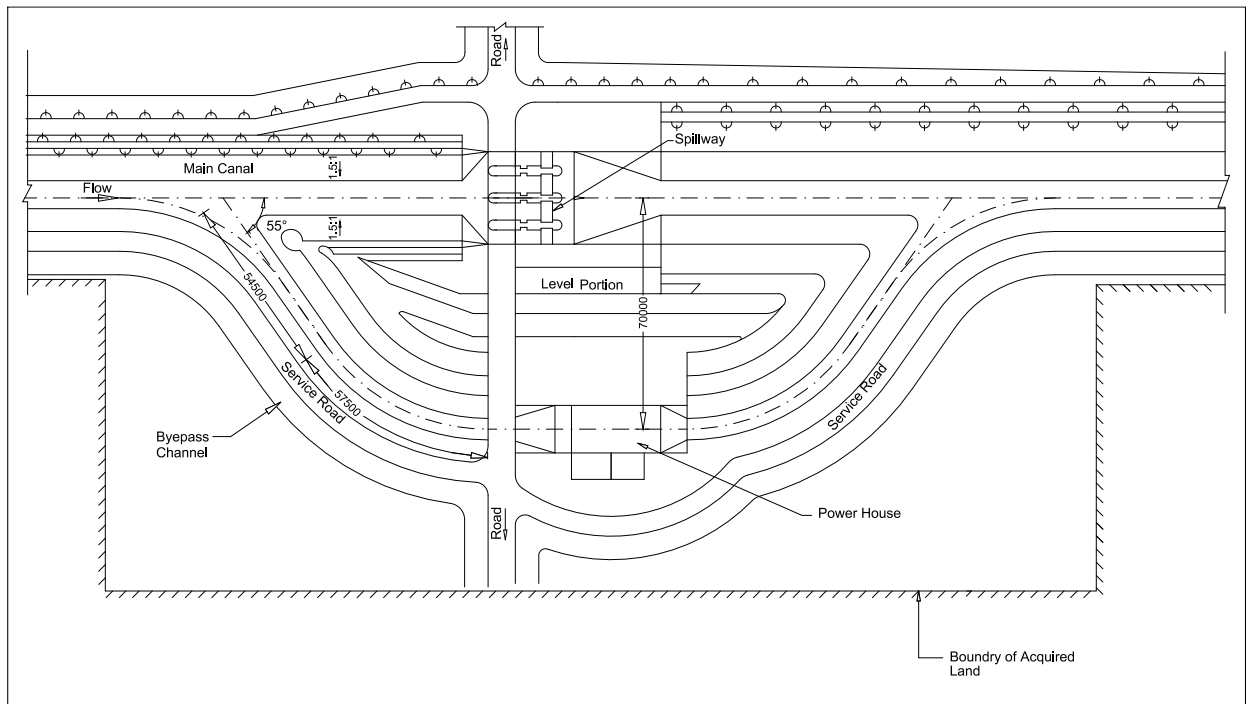 Road
Spillway
Main Canal
1.5:1
Flow
55°
1.5:1
54500
Level Portion
70000
Service Road
57500
Service Road
Byepass
Channel
Power House
Road
Boundry of Acquired
Land